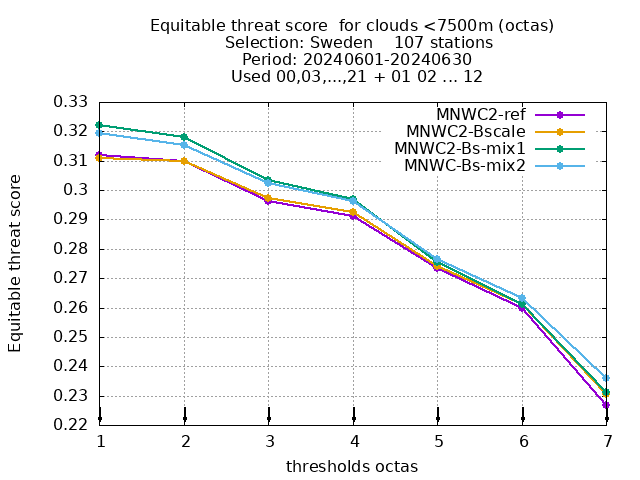 Equitable threat score  for clouds <7500m (octas)
Selection: Sweden    107 stations
Period: 20240601-20240630
Used 00,03,...,21 + 01 02 ... 12
MNWC2-ref
MNWC2-Bscale
MNWC2-Bs-mix1
MNWC-Bs-mix2
Equitable threat score
0.33
0.32
0.31
0.3
0.29
0.28
0.27
0.26
0.25
0.24
0.23
0.22
1 2 3 4 5 6 7
thresholds octas